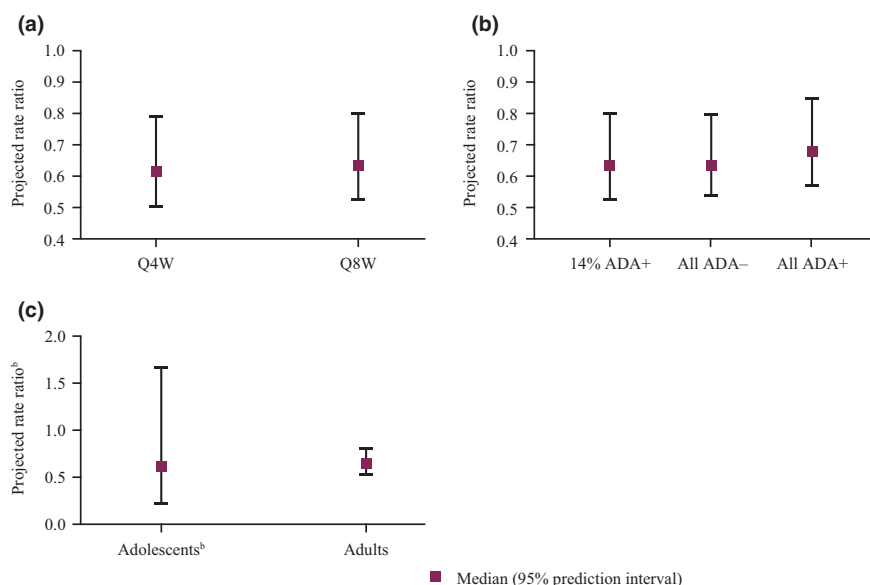 (a)
Projected rate ratio
1.0
0.9
0.8
0.7
0.6
0.5
0.4
Q4W Q8W
(b)
Projected rate ratio
1.0
0.9
0.8
0.7
0.6
0.5
0.4
14% ADA+ All ADA– All ADA+
(c)
Projected rate ratioᵇ
2.0
1.5
1.0
0.5
0.0
Adolescentsᵇ Adults
Median (95% prediction interval)